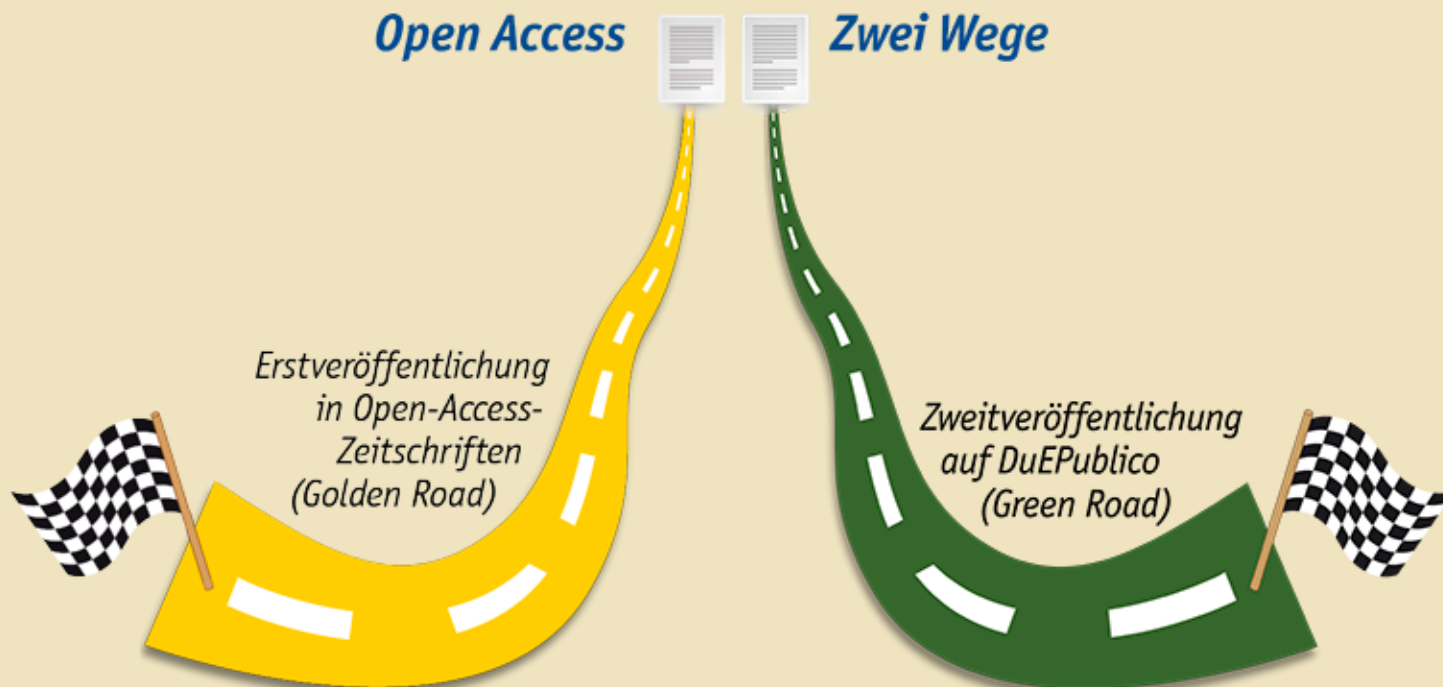 Open Access Zwei Wege
Erstveröffentlichung
in Open-Access-
Zeitschriften
(Golden Road)
Zweitveröffentlichung
auf DuEPublico
(Green Road)